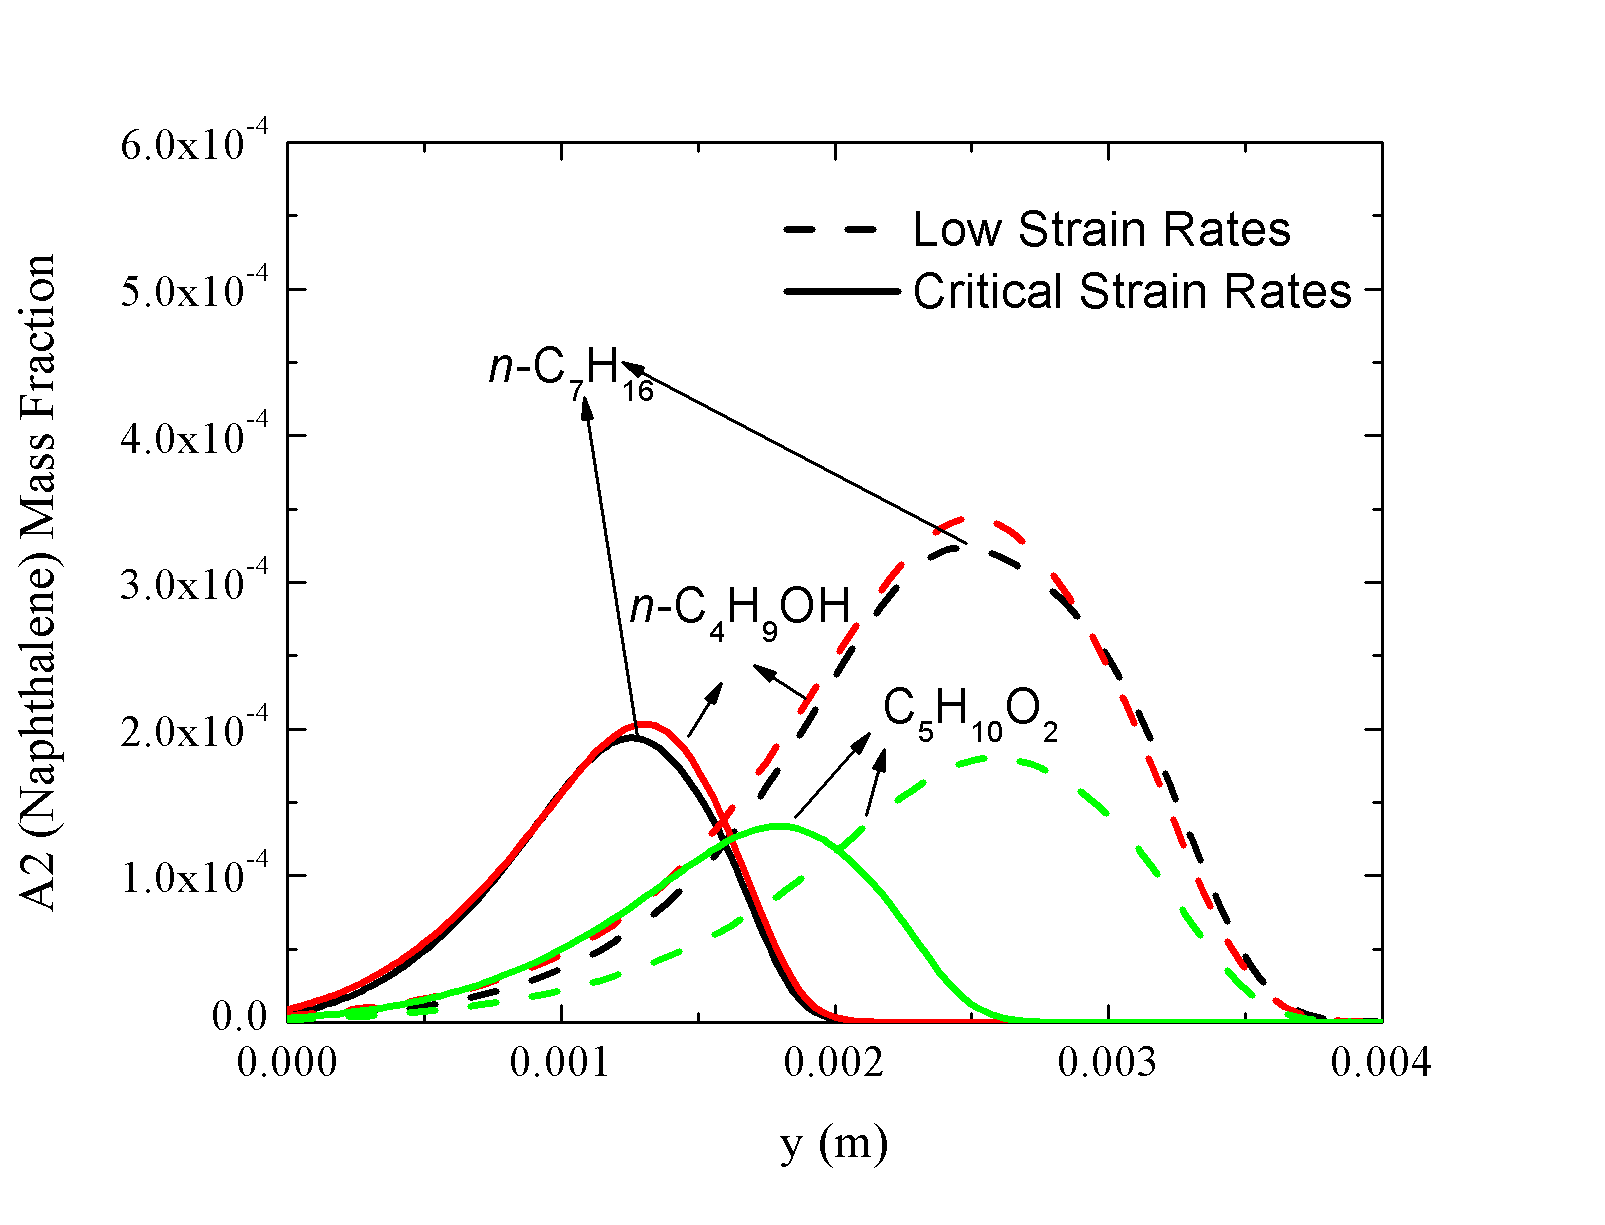 6.0x10⁻⁴
5.0x10⁻⁴
4.0x10⁻⁴
3.0x10⁻⁴
2.0x10⁻⁴
1.0x10⁻⁴
0.0
A2 (Naphthalene) Mass Fraction
Low Strain Rates
Critical Strain Rates
n-C₇H₁₆
n-C₄H₉OH
C₅H₁₀O₂
0.000 0.001 0.002 0.003 0.004
y (m)